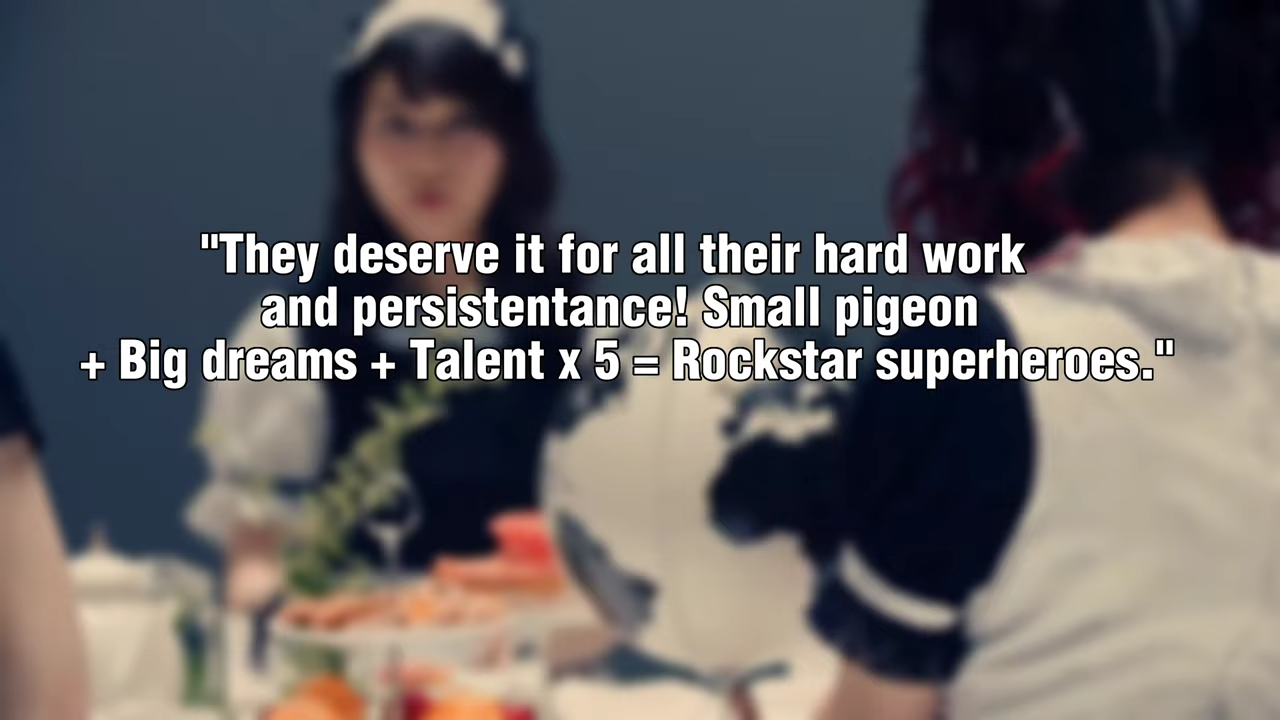 "They deserve it for all their hard work
and persistentance! Small pigeon
+ Big dreams + Talent x 5 = Rockstar superheroes."